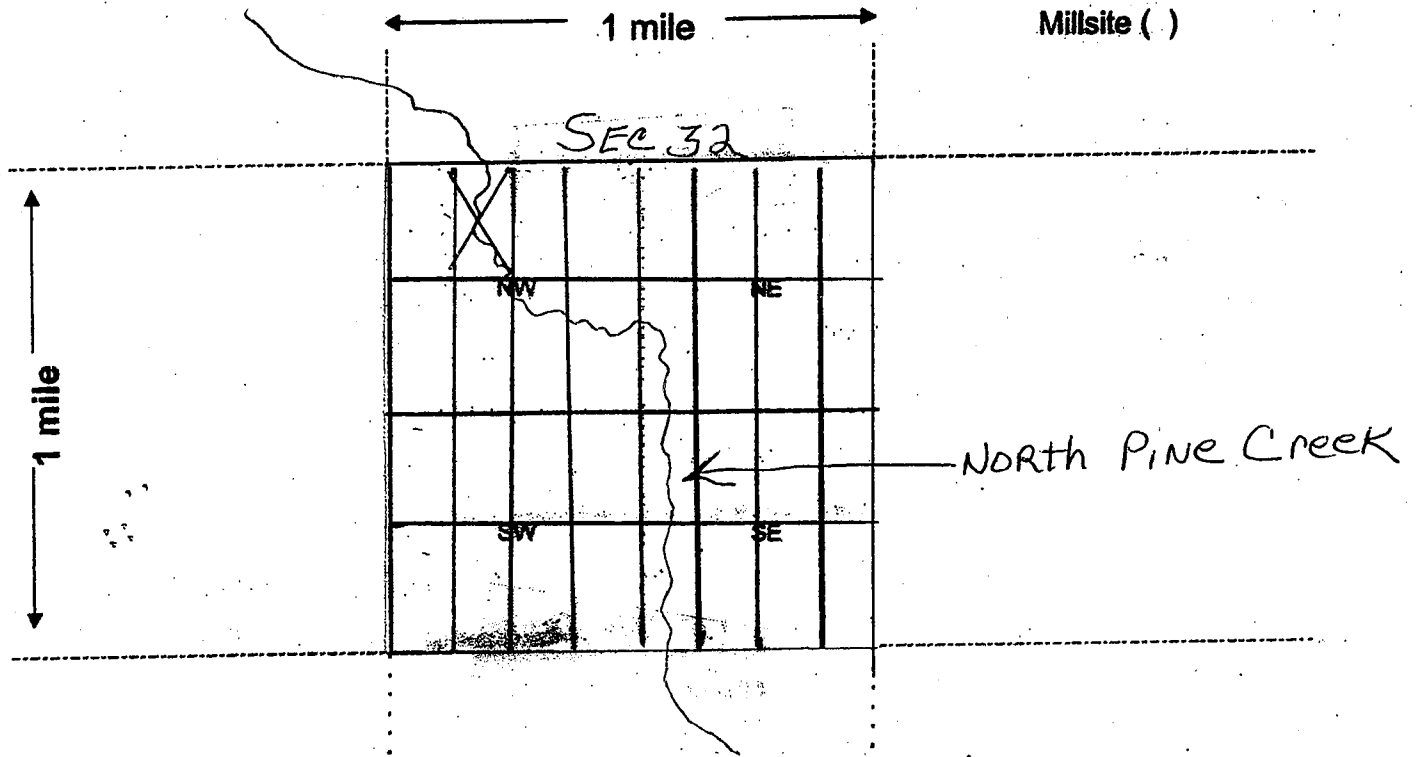 1 mile
Millsite ( )
SEC 32
NW
NE
1 mile
NORTH PINE CREEK
SW
SE